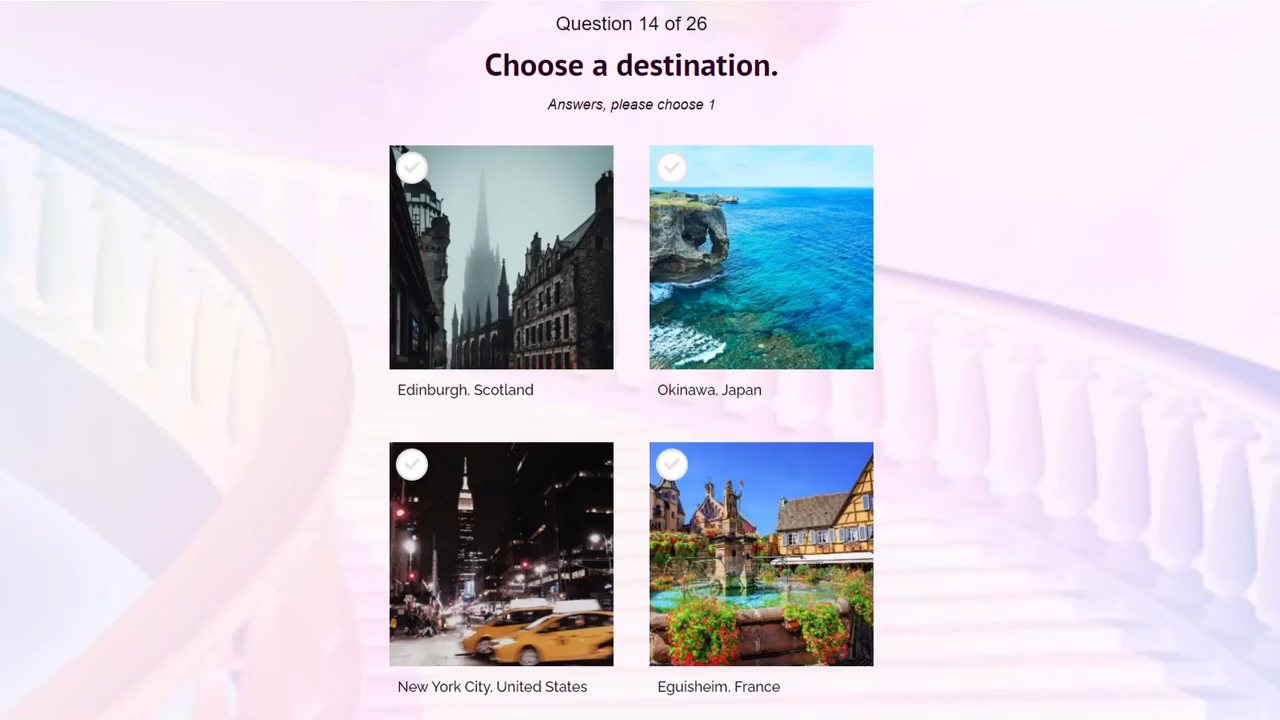 Question 14 of 26
Choose a destination.
Answers, please choose 1
Edinburgh, Scotland
Okinawa, Japan
New York City, United States
Eguisheim, France